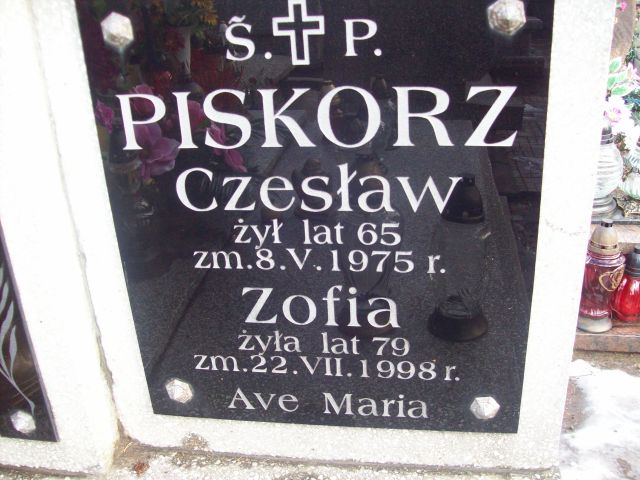 Ś.✝P.
PISKORZ
Czesław
żył lat 65
zm.8.V.1975 r.
Zofia
żyła lat 79
zm.22.VII.1998 r.
Ave Maria